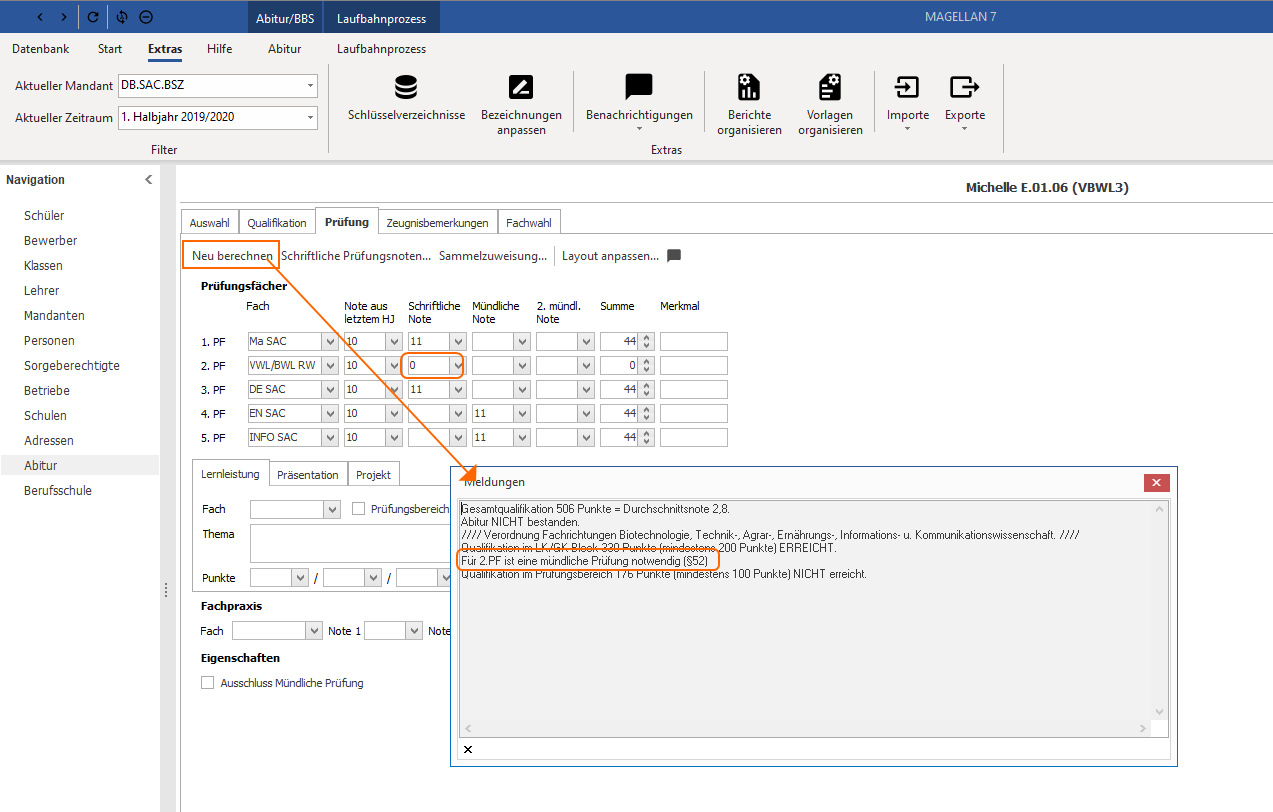 Abitur/BBS Laufbahnprozess MAGELLAN 7
Datenbank Start Extras Hilfe Abitur Laufbahnprozess
Aktueller Mandant DB.SAC.BSZ
Aktueller Zeitraum 1. Halbjahr 2019/2020
Filter
Schlüsselverzeichnisse
Bezeichnungen
anpassen
Benachrichtigungen
Berichte
organisieren
Vorlagen
organisieren
Importe
Exporte
Extras
Navigation
Schüler
Bewerber
Klassen
Lehrer
Mandanten
Personen
Sorgeberechtigte
Betriebe
Schulen
Adressen
Abitur
Berufsschule
Michelle E.01.06 (VBWL3)
Auswahl Qualifikation Prüfung Zeugnisbemerkungen Fachwahl
Neu berechnen Schriftliche Prüfungsnoten... Sammelzuweisung... Layout anpassen...
Prüfungsfächer
Fach Note aus Schriftliche Mündliche 2. mündl. Summe Merkmal
letztem HJ Note Note Note
1. PF Ma SAC 10 11 44
2. PF VWL/BWL RW 10 0 0
3. PF DE SAC 10 11 44
4. PF EN SAC 10 11 44
5. PF INFO SAC 10 11 44
Lernleistung Präsentation Projekt
Fach Prüfungsbereich
Thema
Punkte / /
Fachpraxis
Fach Note 1 Note
Eigenschaften
Ausschluss Mündliche Prüfung
Meldungen
Gesamtqualifikation 506 Punkte = Durchschnittsnote 2,8.
Abitur NICHT bestanden.
//// Verordnung Fachrichtungen Biotechnologie, Technik-, Agrar-, Ernährungs-, Informations- u. Kommunikationswissenschaft. ////
Qualifikation im LK/GK-Block 330 Punkte (mindestens 200 Punkte) ERREICHT.
Für 2.PF ist eine mündliche Prüfung notwendig (§52)
Qualifikation im Prüfungsbereich 176 Punkte (mindestens 100 Punkte) NICHT erreicht.